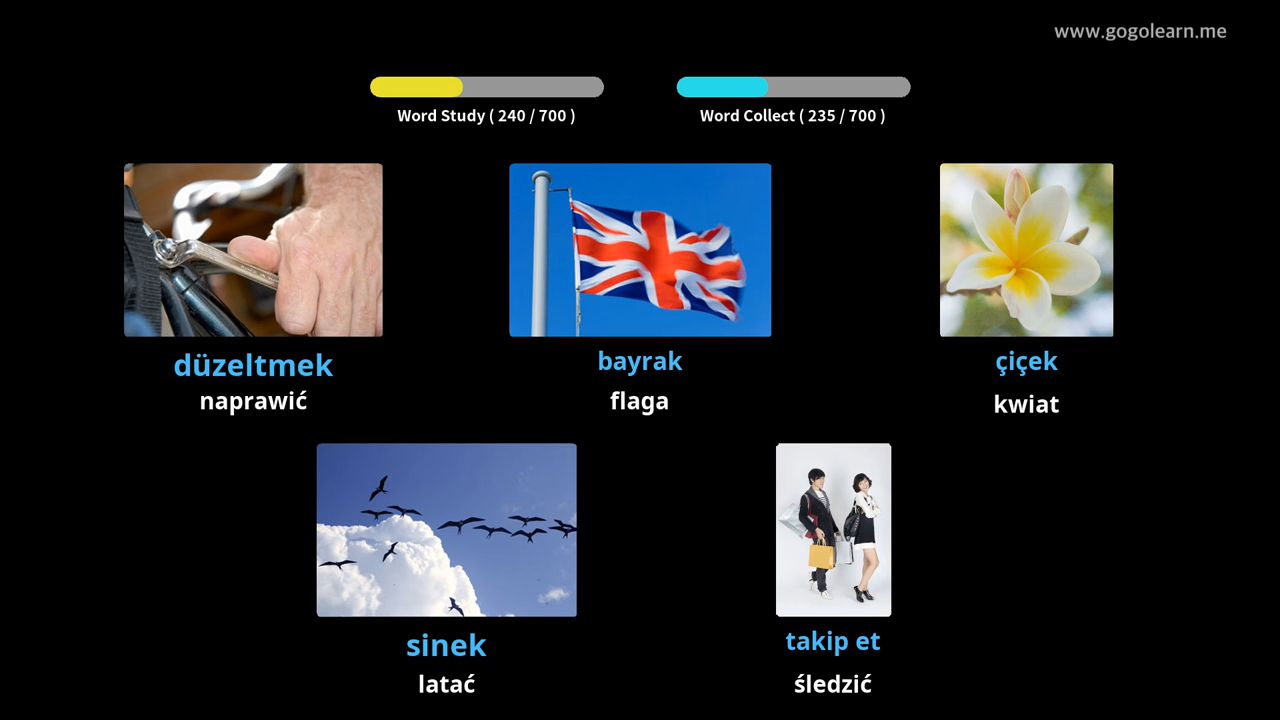 www.gogolearn.me
Word Study ( 240 / 700 )
Word Collect ( 235 / 700 )
düzeltmek
naprawić
bayrak
flaga
çiçek
kwiat
sinek
latać
takip et
śledzić